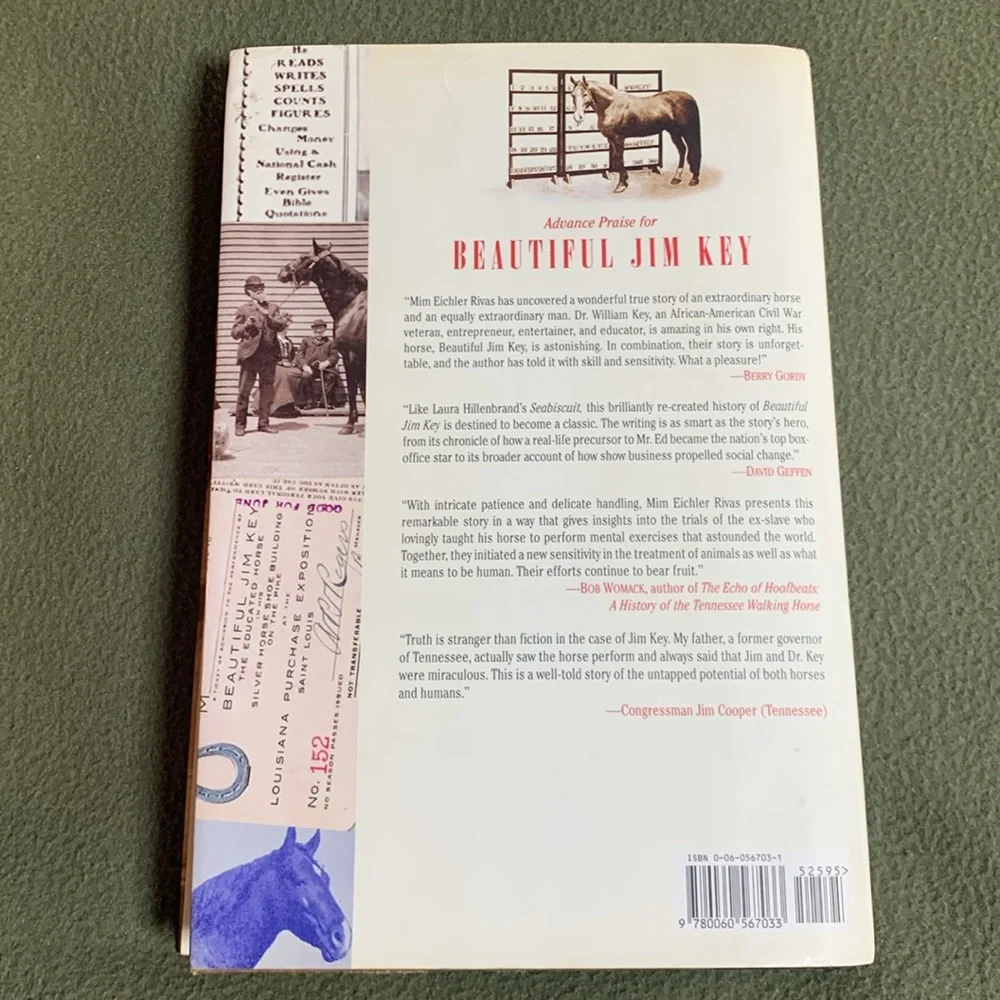 He
READS
WRITES
SPELLS
COUNTS
FIGURES
Changes
Money
Using a
National Cash
Register
Even Gives
Bible
Quotations
GOOD FOR JUNE
BEAUTIFUL JIM KEY
THE EDUCATED HORSE
IN HIS
SILVER HORSE SHOE BUILDING
ON THE PIKE
AT THE
LOUISIANA PURCHASE EXPOSITION
SAINT LOUIS
No. 152
NO SEASON PASSES ISSUED
NOT TRANSFERABLE
MANAGER
Advance Praise for
BEAUTIFUL JIM KEY
“Mim Eichler Rivas has uncovered a wonderful true story of an extraordinary horse
and an equally extraordinary man. Dr. William Key, an African-American Civil War
veteran, entrepreneur, entertainer, and educator, is amazing in his own right. His
horse, Beautiful Jim Key, is astonishing. In combination, their story is unforget-
table, and the author has told it with skill and sensitivity. What a pleasure!”
—BERRY GORDY
“Like Laura Hillenbrand’s Seabiscuit, this brilliantly re-created history of Beautiful
Jim Key is destined to become a classic. The writing is as smart as the story’s hero,
from its chronicle of how a real-life precursor to Mr. Ed became the nation’s top box-
office star to its broader account of how show business propelled social change.”
—DAVID GEFFEN
“With intricate patience and delicate handling, Mim Eichler Rivas presents this
remarkable story in a way that gives insights into the trials of the ex-slave who
lovingly taught his horse to perform mental exercises that astounded the world.
Together, they initiated a new sensitivity in the treatment of animals as well as what
it means to be human. Their efforts continue to bear fruit.”
—BOB WOMACK, author of The Echo of Hoofbeats:
A History of the Tennessee Walking Horse
“Truth is stranger than fiction in the case of Jim Key. My father, a former governor
of Tennessee, actually saw the horse perform and always said that Jim and Dr. Key
were miraculous. This is a well-told story of the untapped potential of both horses
and humans.”
—Congressman Jim Cooper (Tennessee)
ISBN 0-06-056703-1
52595>
9 780060 567033